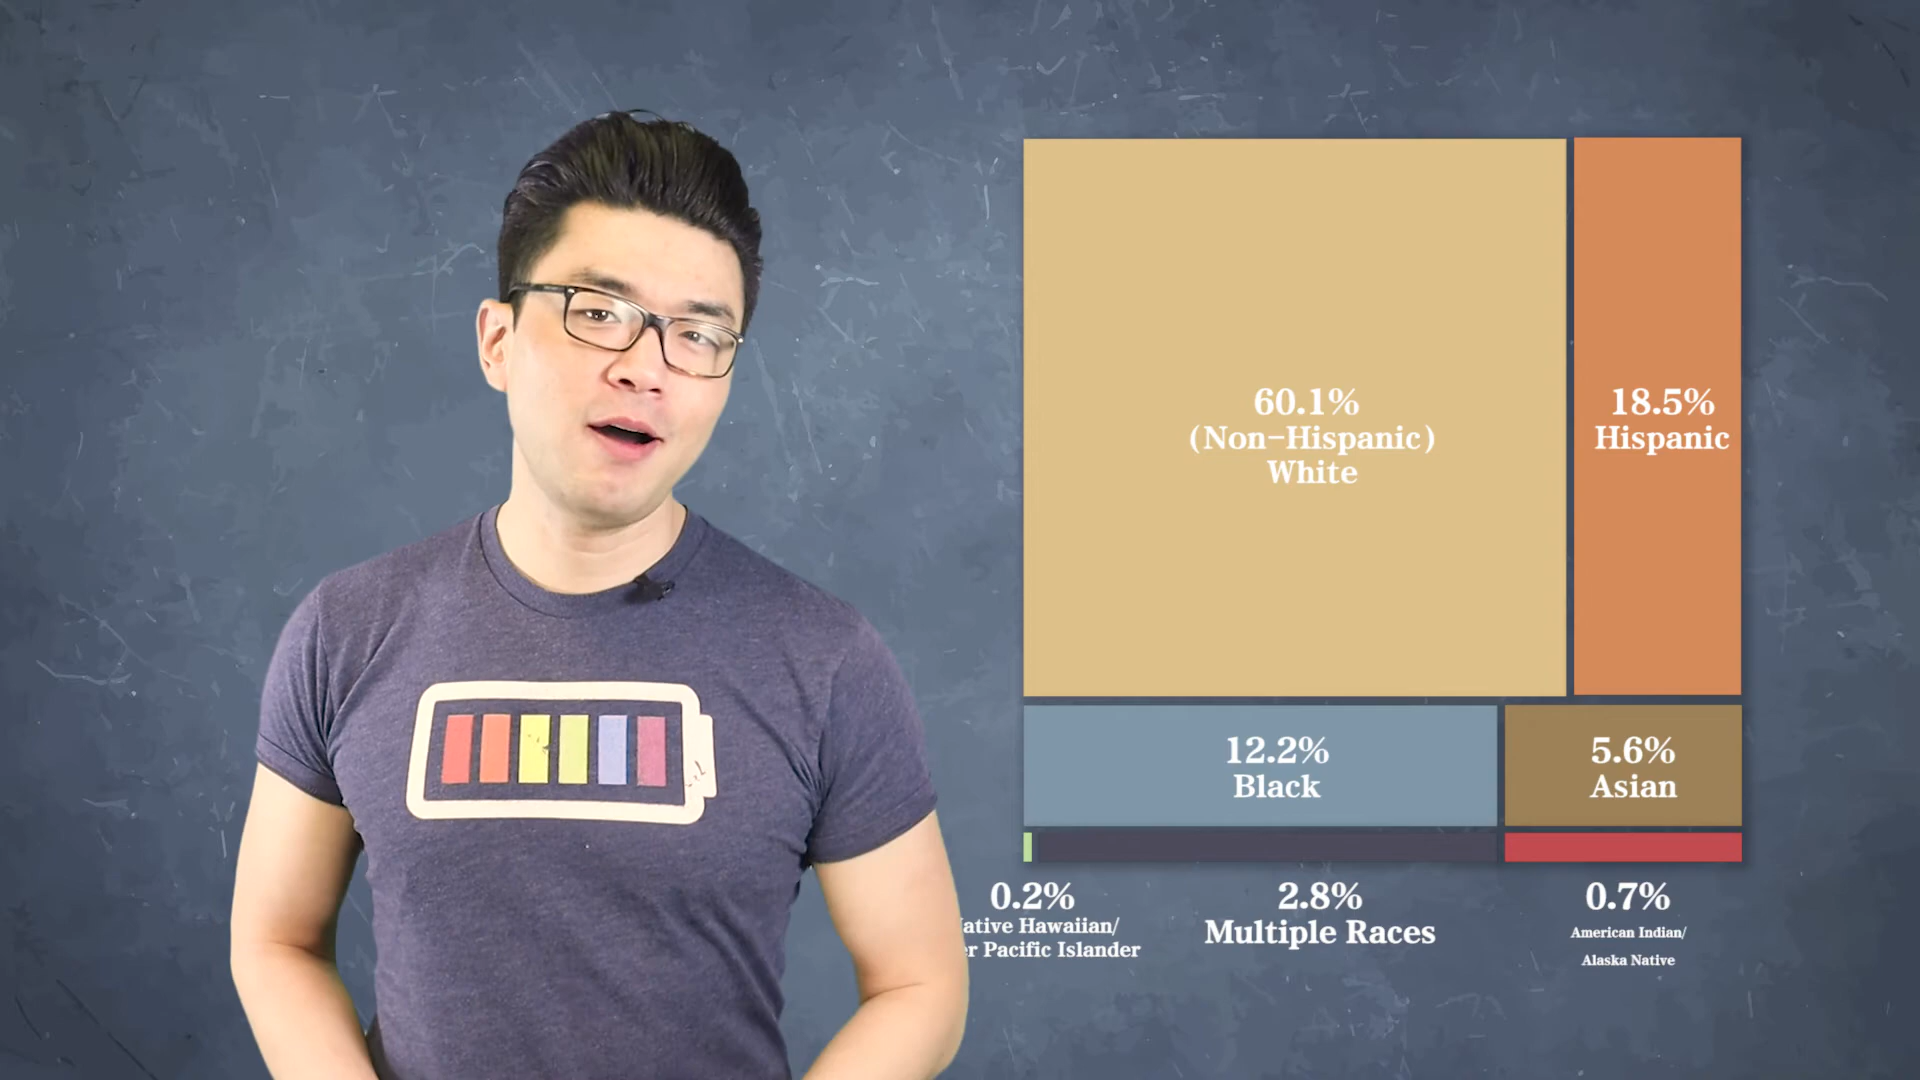 60.1%
(Non-Hispanic)
White
18.5%
Hispanic
12.2%
Black
5.6%
Asian
0.2%
Hawaiian/
Pacific Islander
2.8%
Multiple Races
0.7%
American Indian/
Alaska Native